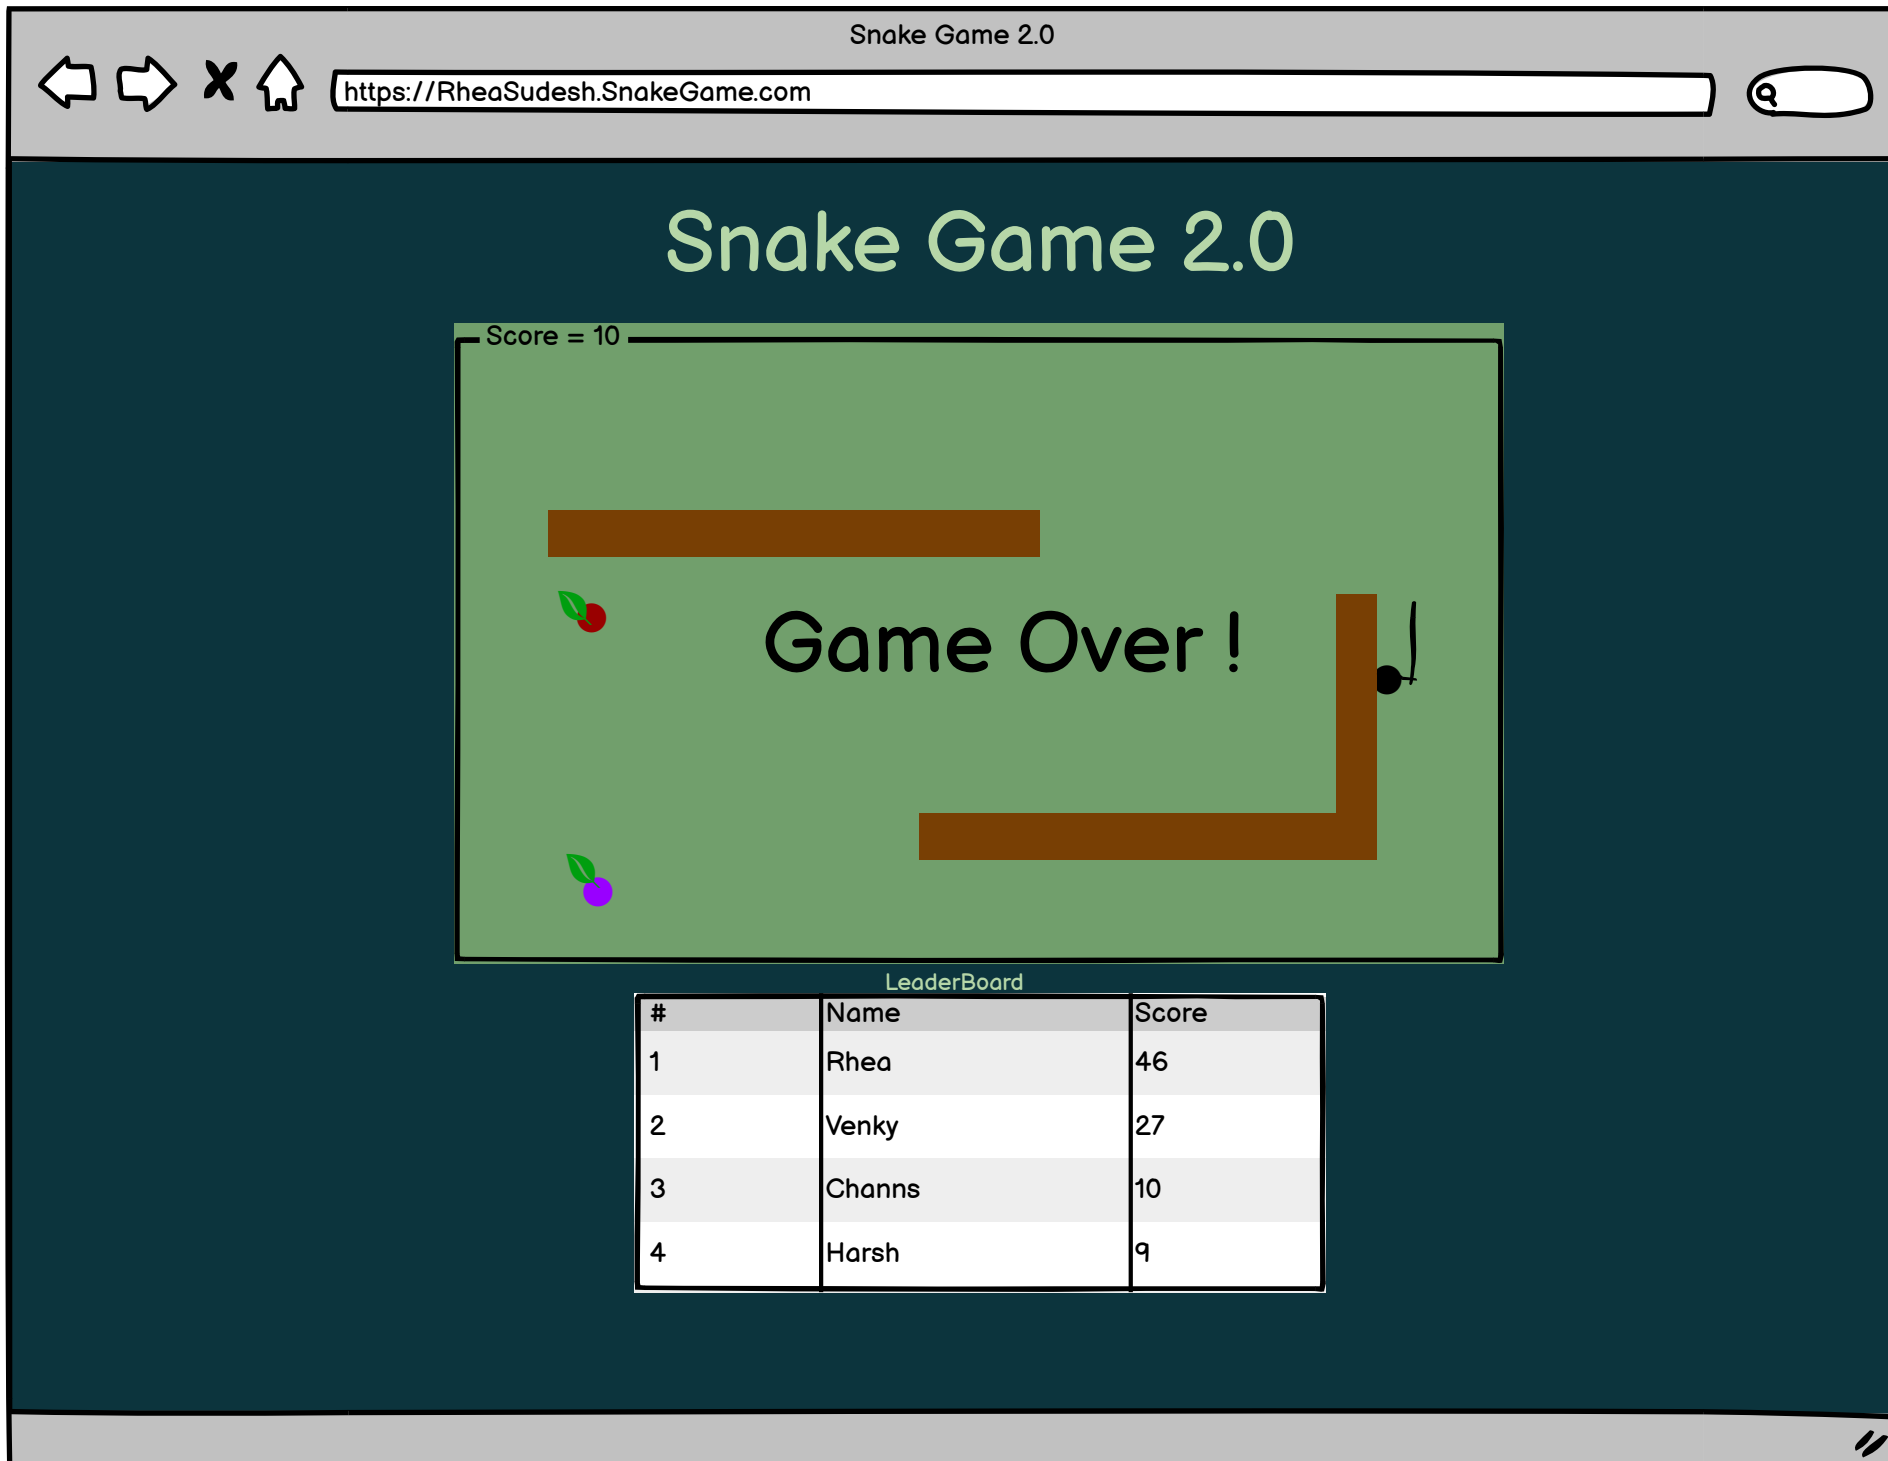 Snake Game 2.0
https://RheaSudesh.SnakeGame.com
Snake Game 2.0
Score = 10
Game Over !
LeaderBoard
# Name Score
1 Rhea 46
2 Venky 27
3 Channs 10
4 Harsh 9